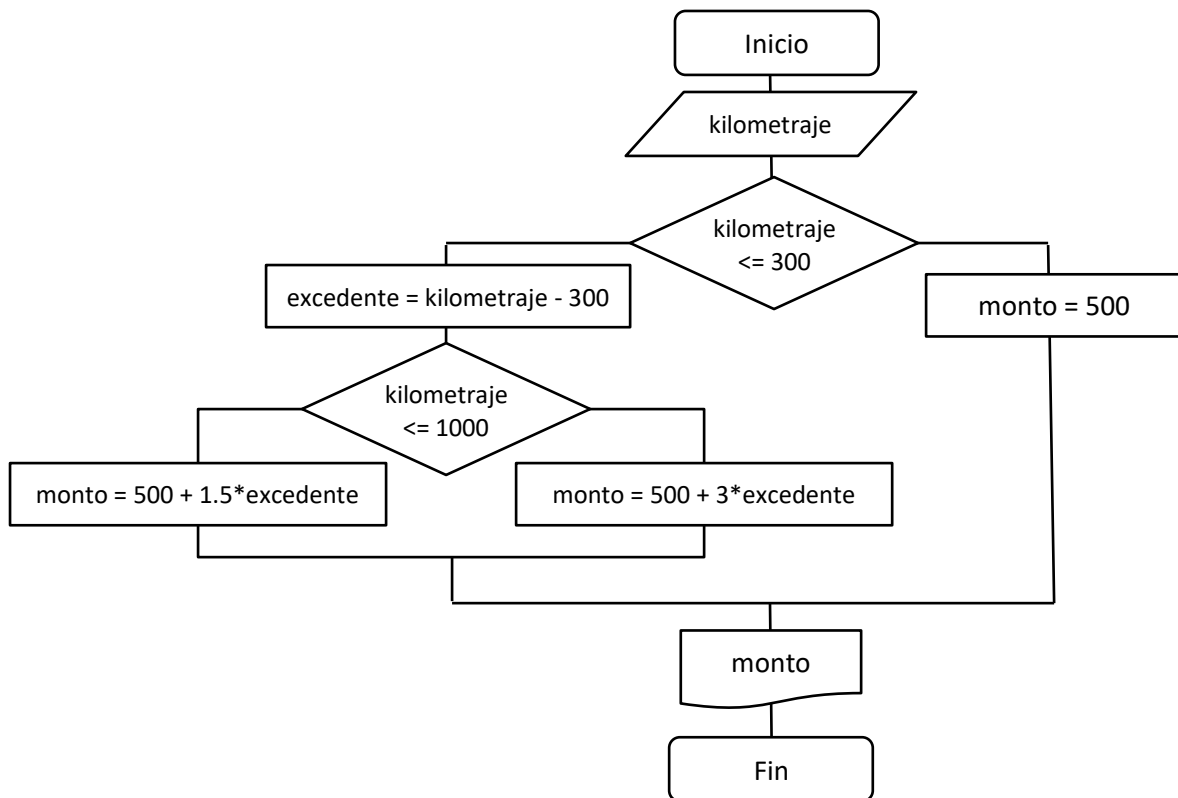 Inicio
kilometraje
kilometraje
<= 300
excedente = kilometraje - 300
monto = 500
kilometraje
<= 1000
monto = 500 + 1.5*excedente
monto = 500 + 3*excedente
monto
Fin